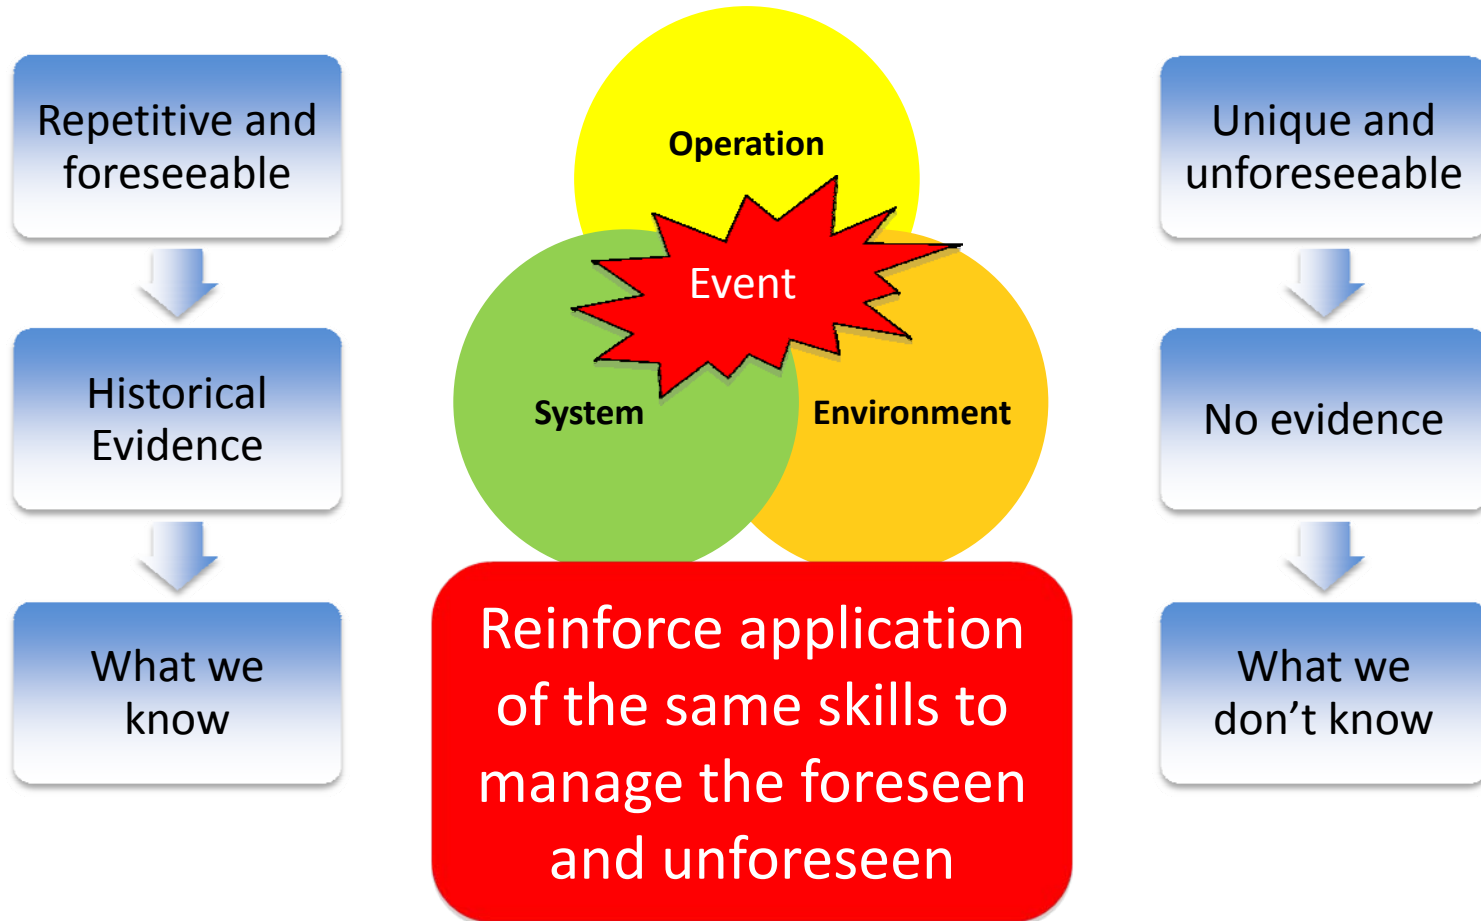 Repetitive and
foreseeable
Historical
Evidence
What we
know
Operation
Event
System
Environment
Reinforce application
of the same skills to
manage the foreseen
and unforeseen
Unique and
unforeseeable
No evidence
What we
don’t know